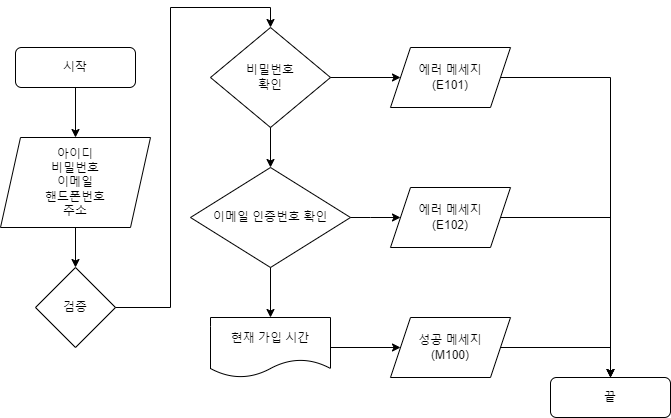 시작
아이디
비밀번호
이메일
핸드폰번호
주소
검증
비밀번호
확인
에러 메세지
(E101)
이메일 인증번호 확인
에러 메세지
(E102)
현재 가입 시간
성공 메세지
(M100)
끝